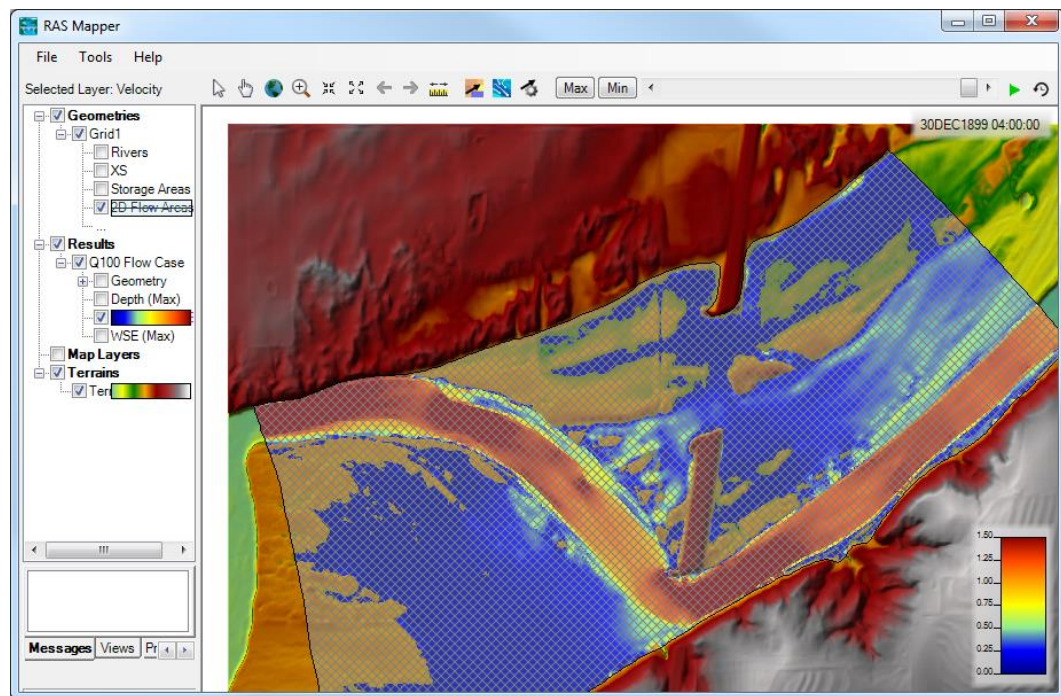 RAS Mapper
File Tools Help
Selected Layer: Velocity
Max Min
Geometries
Grid1
Rivers
XS
Storage Areas
2D Flow Areas
...
Results
Q100 Flow Case
Geometry
Depth (Max)
WSE (Max)
Map Layers
Terrains
Terr
Messages Views Pr
30DEC1899 04:00:00
1.50
1.25
1.00
0.75
0.50
0.25
0.00